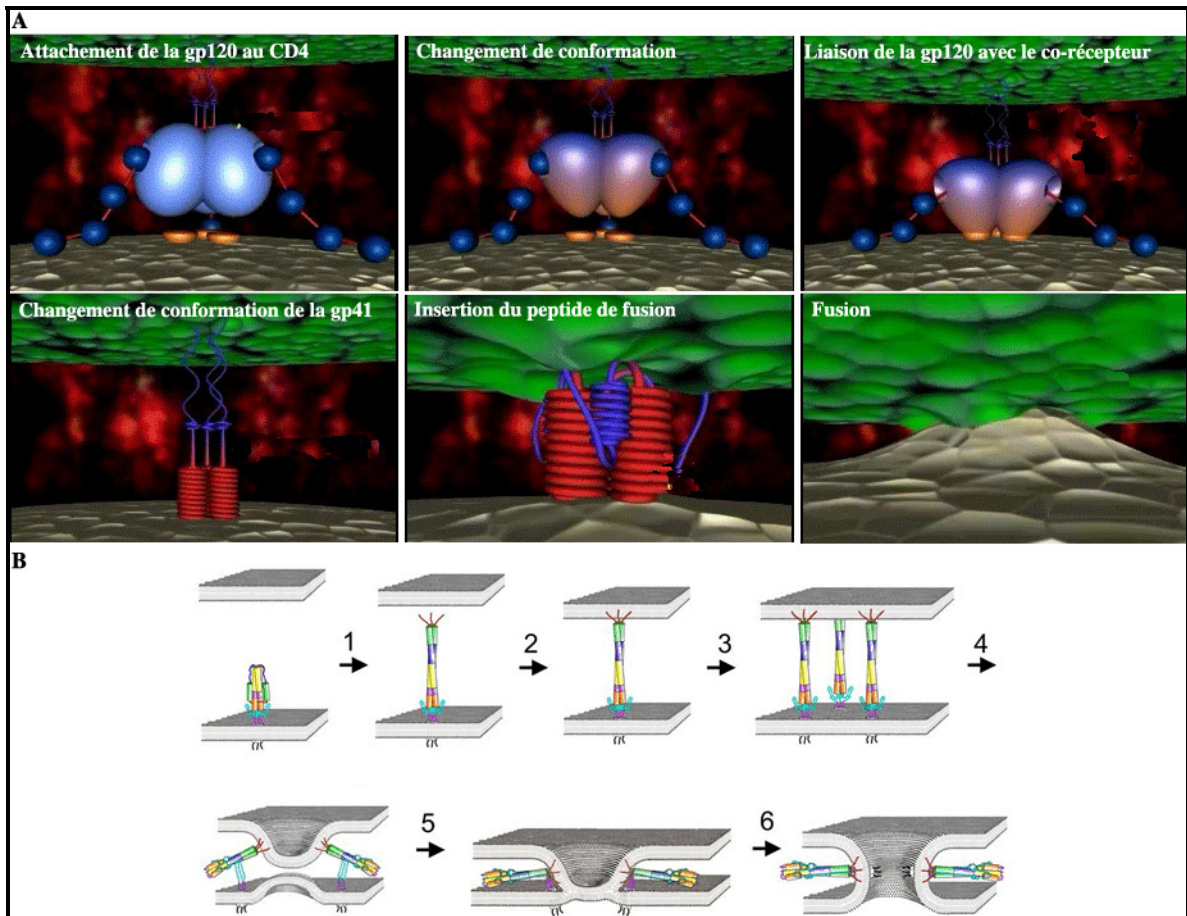 A
Attachement de la gp120 au CD4
Changement de conformation
Liaison de la gp120 avec le co-récepteur
Changement de conformation de la gp41
Insertion du peptide de fusion
Fusion
B
1
2
3
4
5
6